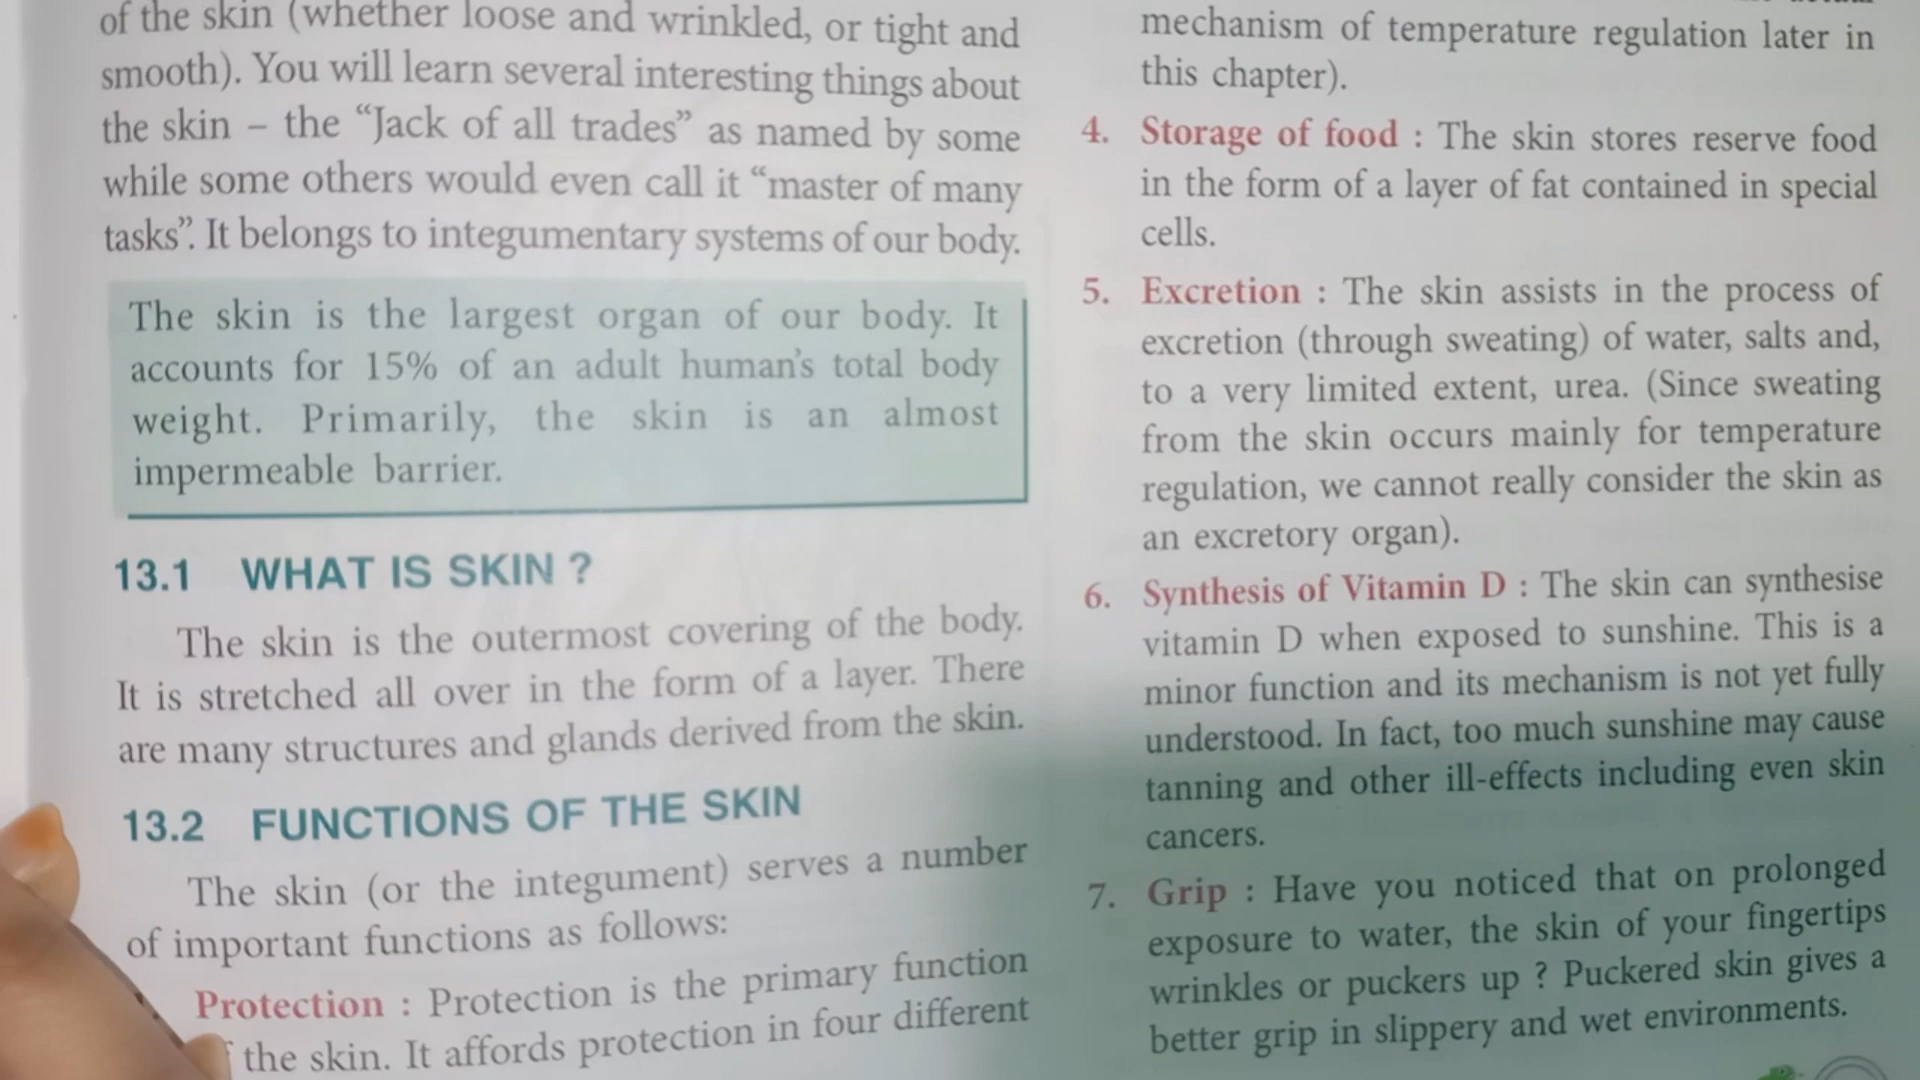 of the skin (whether loose and wrinkled, or tight and
smooth). You will learn several interesting things about
the skin – the “Jack of all trades” as named by some
while some others would even call it “master of many
tasks”. It belongs to integumentary systems of our body.
The skin is the largest organ of our body. It
accounts for 15% of an adult human’s total body
weight. Primarily, the skin is an almost
impermeable barrier.
13.1 WHAT IS SKIN ?
The skin is the outermost covering of the body.
It is stretched all over in the form of a layer. There
are many structures and glands derived from the skin.
13.2 FUNCTIONS OF THE SKIN
The skin (or the integument) serves a number
of important functions as follows:
Protection : Protection is the primary function
the skin. It affords protection in four different
mechanism of temperature regulation later in
this chapter).
4. Storage of food : The skin stores reserve food
in the form of a layer of fat contained in special
cells.
5. Excretion : The skin assists in the process of
excretion (through sweating) of water, salts and,
to a very limited extent, urea. (Since sweating
from the skin occurs mainly for temperature
regulation, we cannot really consider the skin as
an excretory organ).
6. Synthesis of Vitamin D : The skin can synthesise
vitamin D when exposed to sunshine. This is a
minor function and its mechanism is not yet fully
understood. In fact, too much sunshine may cause
tanning and other ill-effects including even skin
cancers.
7. Grip : Have you noticed that on prolonged
exposure to water, the skin of your fingertips
wrinkles or puckers up ? Puckered skin gives a
better grip in slippery and wet environments.